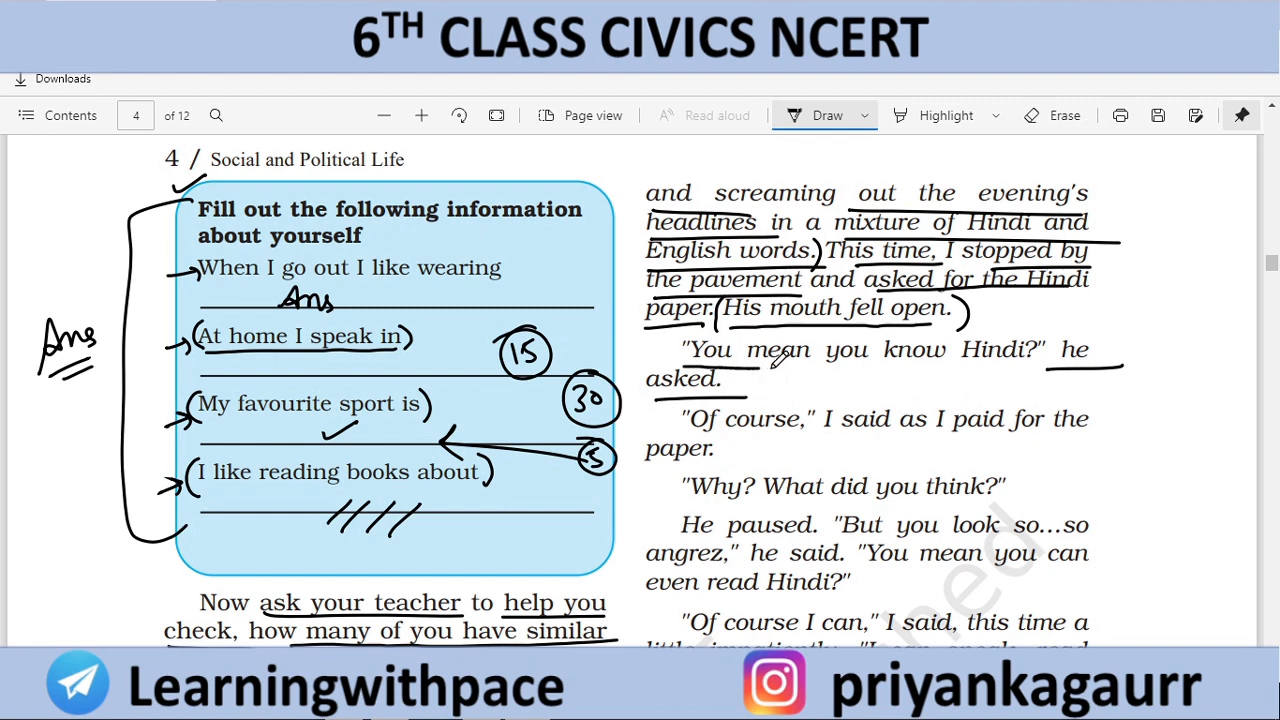 6TH CLASS CIVICS NCERT
Downloads
Contents
4
of 12
Page view
Read aloud
Draw
Highlight
Erase
4 / Social and Political Life
Fill out the following information
about yourself
When I go out I like wearing
Ans
At home I speak in)
15
My favourite sport is)
30
I like reading books about)
5
Ans
Now ask your teacher to help you
check, how many of you have similar
and screaming out the evening's
headlines in a mixture of Hindi and
English words.) This time, I stopped by
the pavement and asked for the Hindi
paper. (His mouth fell open.)
"You mean you know Hindi?" he
asked.
"Of course," I said as I paid for the
paper.
"Why? What did you think?"
He paused. "But you look so...so
angrez," he said. "You mean you can
even read Hindi?"
"Of course I can," I said, this time a
little impatiently. "I can speak, read
Learningwithpace
priyankagaurr